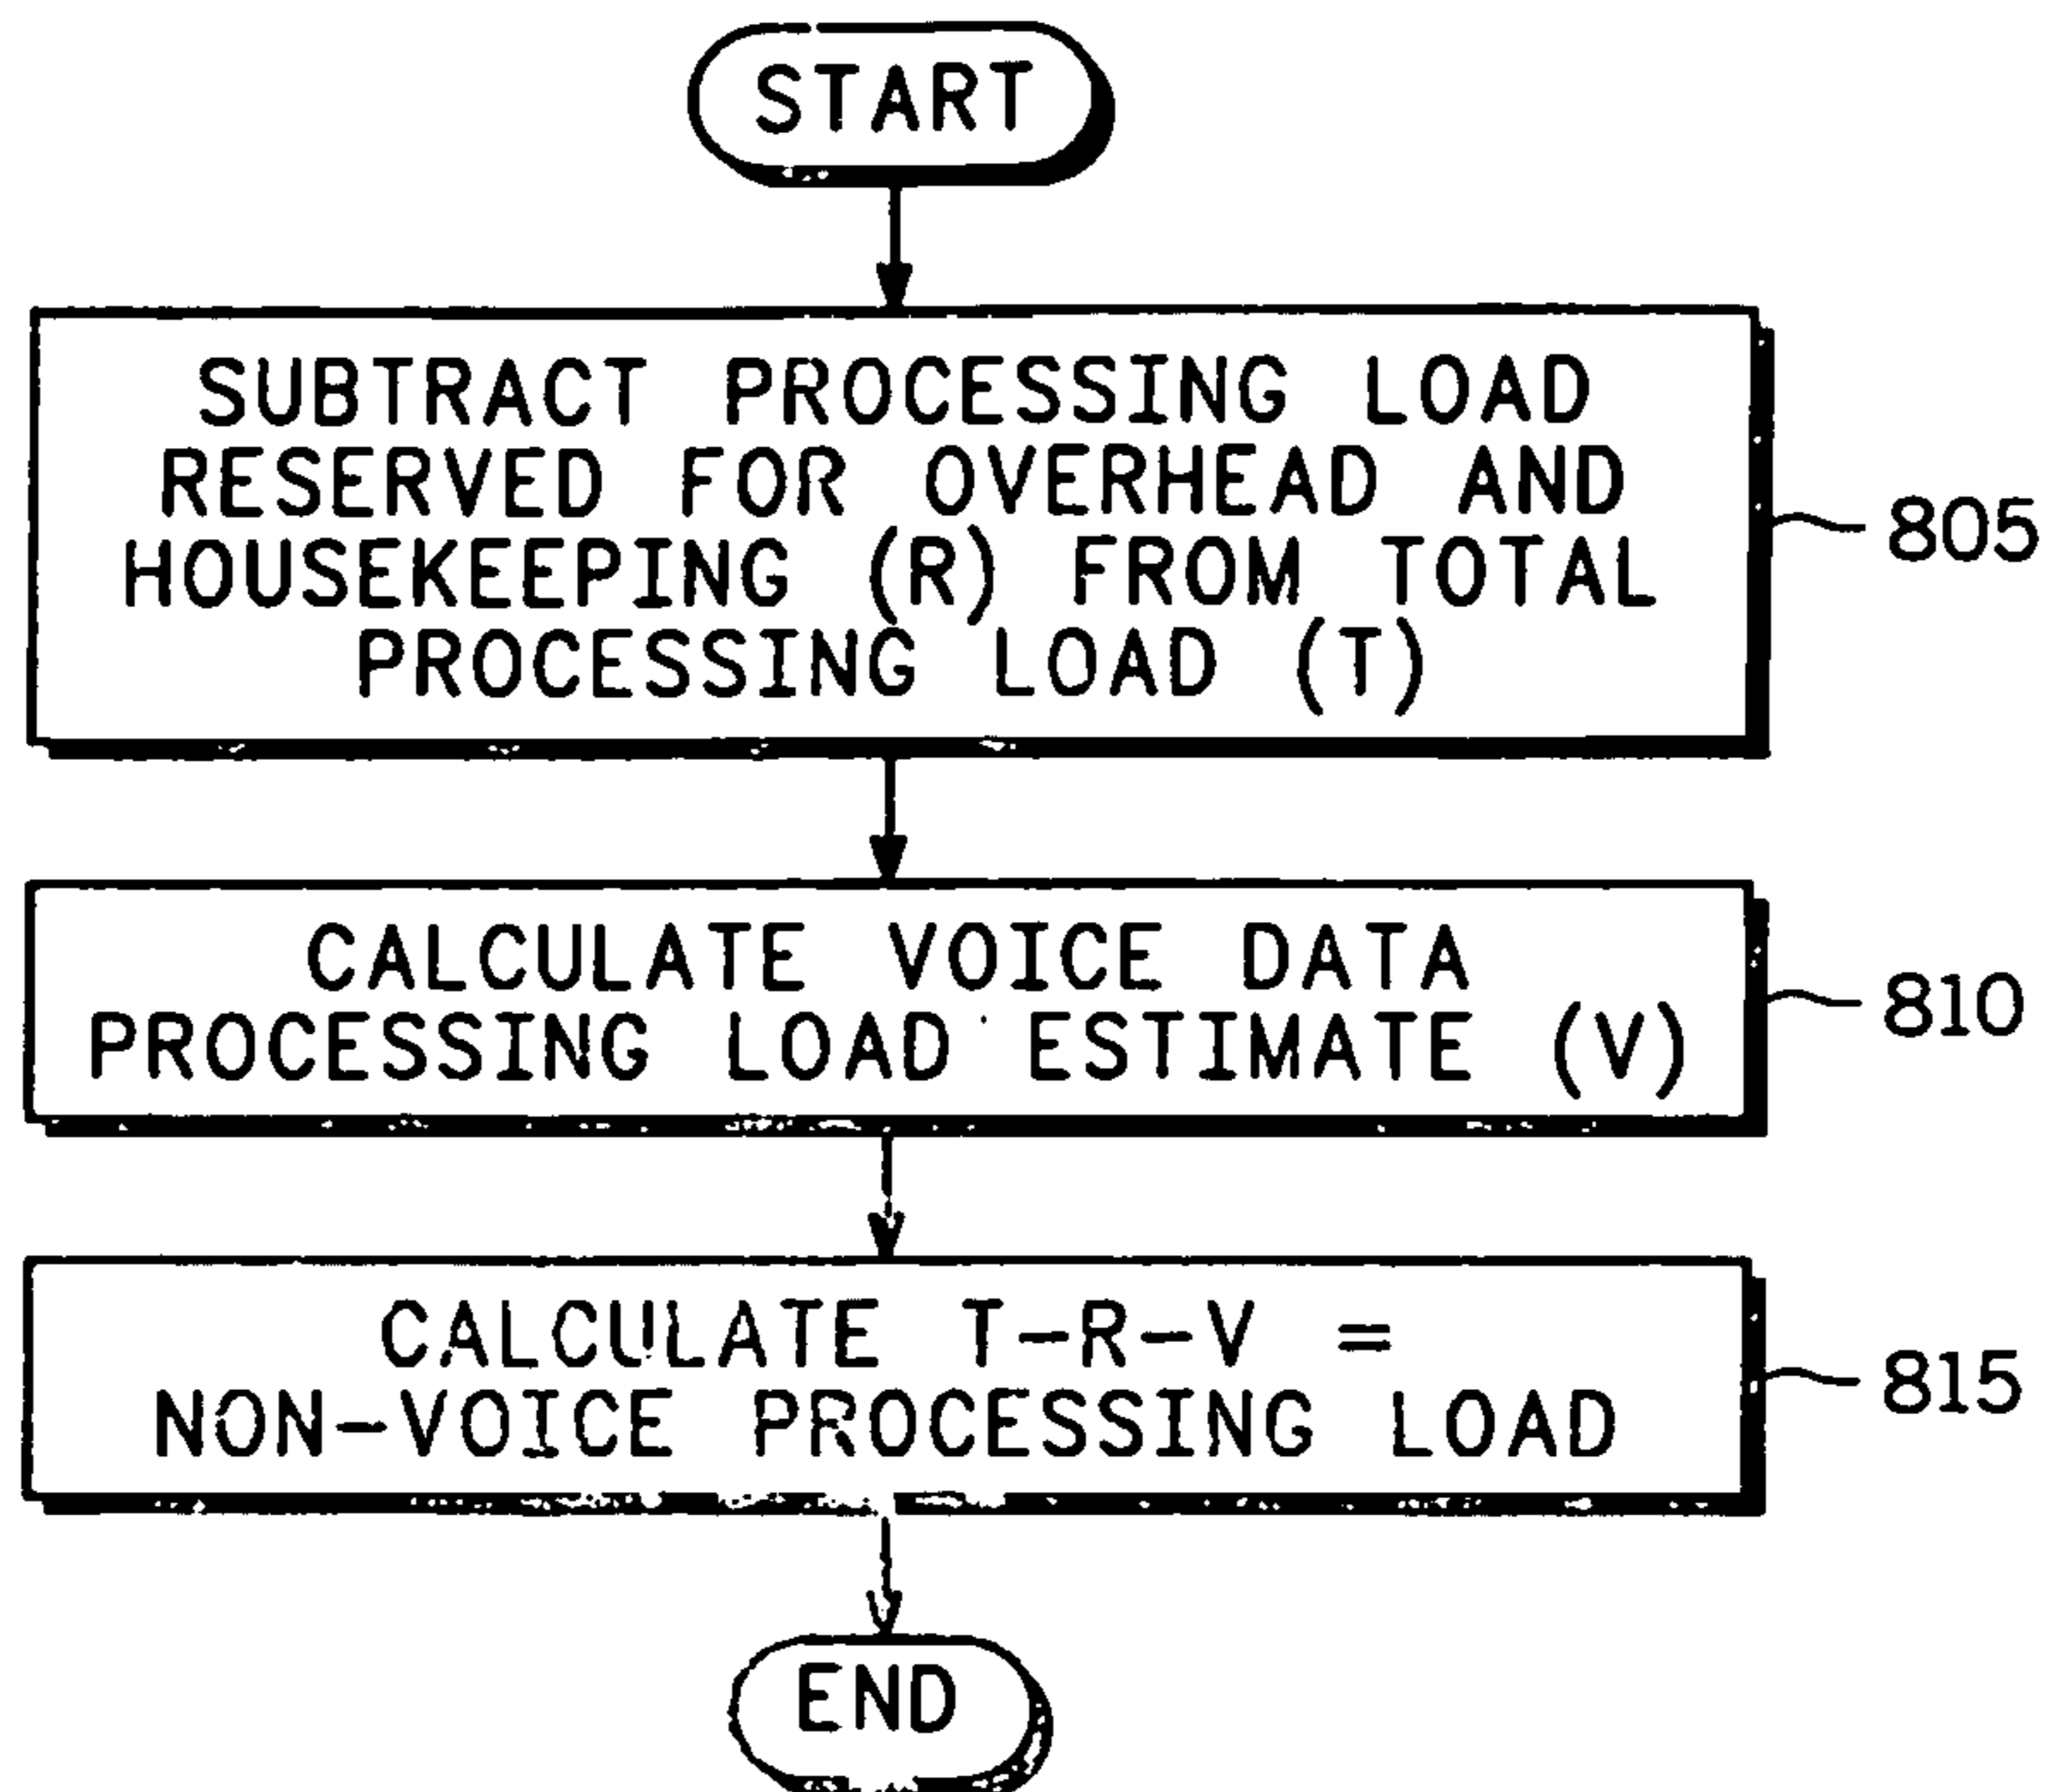 START
SUBTRACT PROCESSING LOAD
RESERVED FOR OVERHEAD AND
HOUSEKEEPING (R) FROM TOTAL
PROCESSING LOAD (T)
805
CALCULATE VOICE DATA
PROCESSING LOAD ESTIMATE (V)
810
CALCULATE T-R-V =
NON-VOICE PROCESSING LOAD
815
END